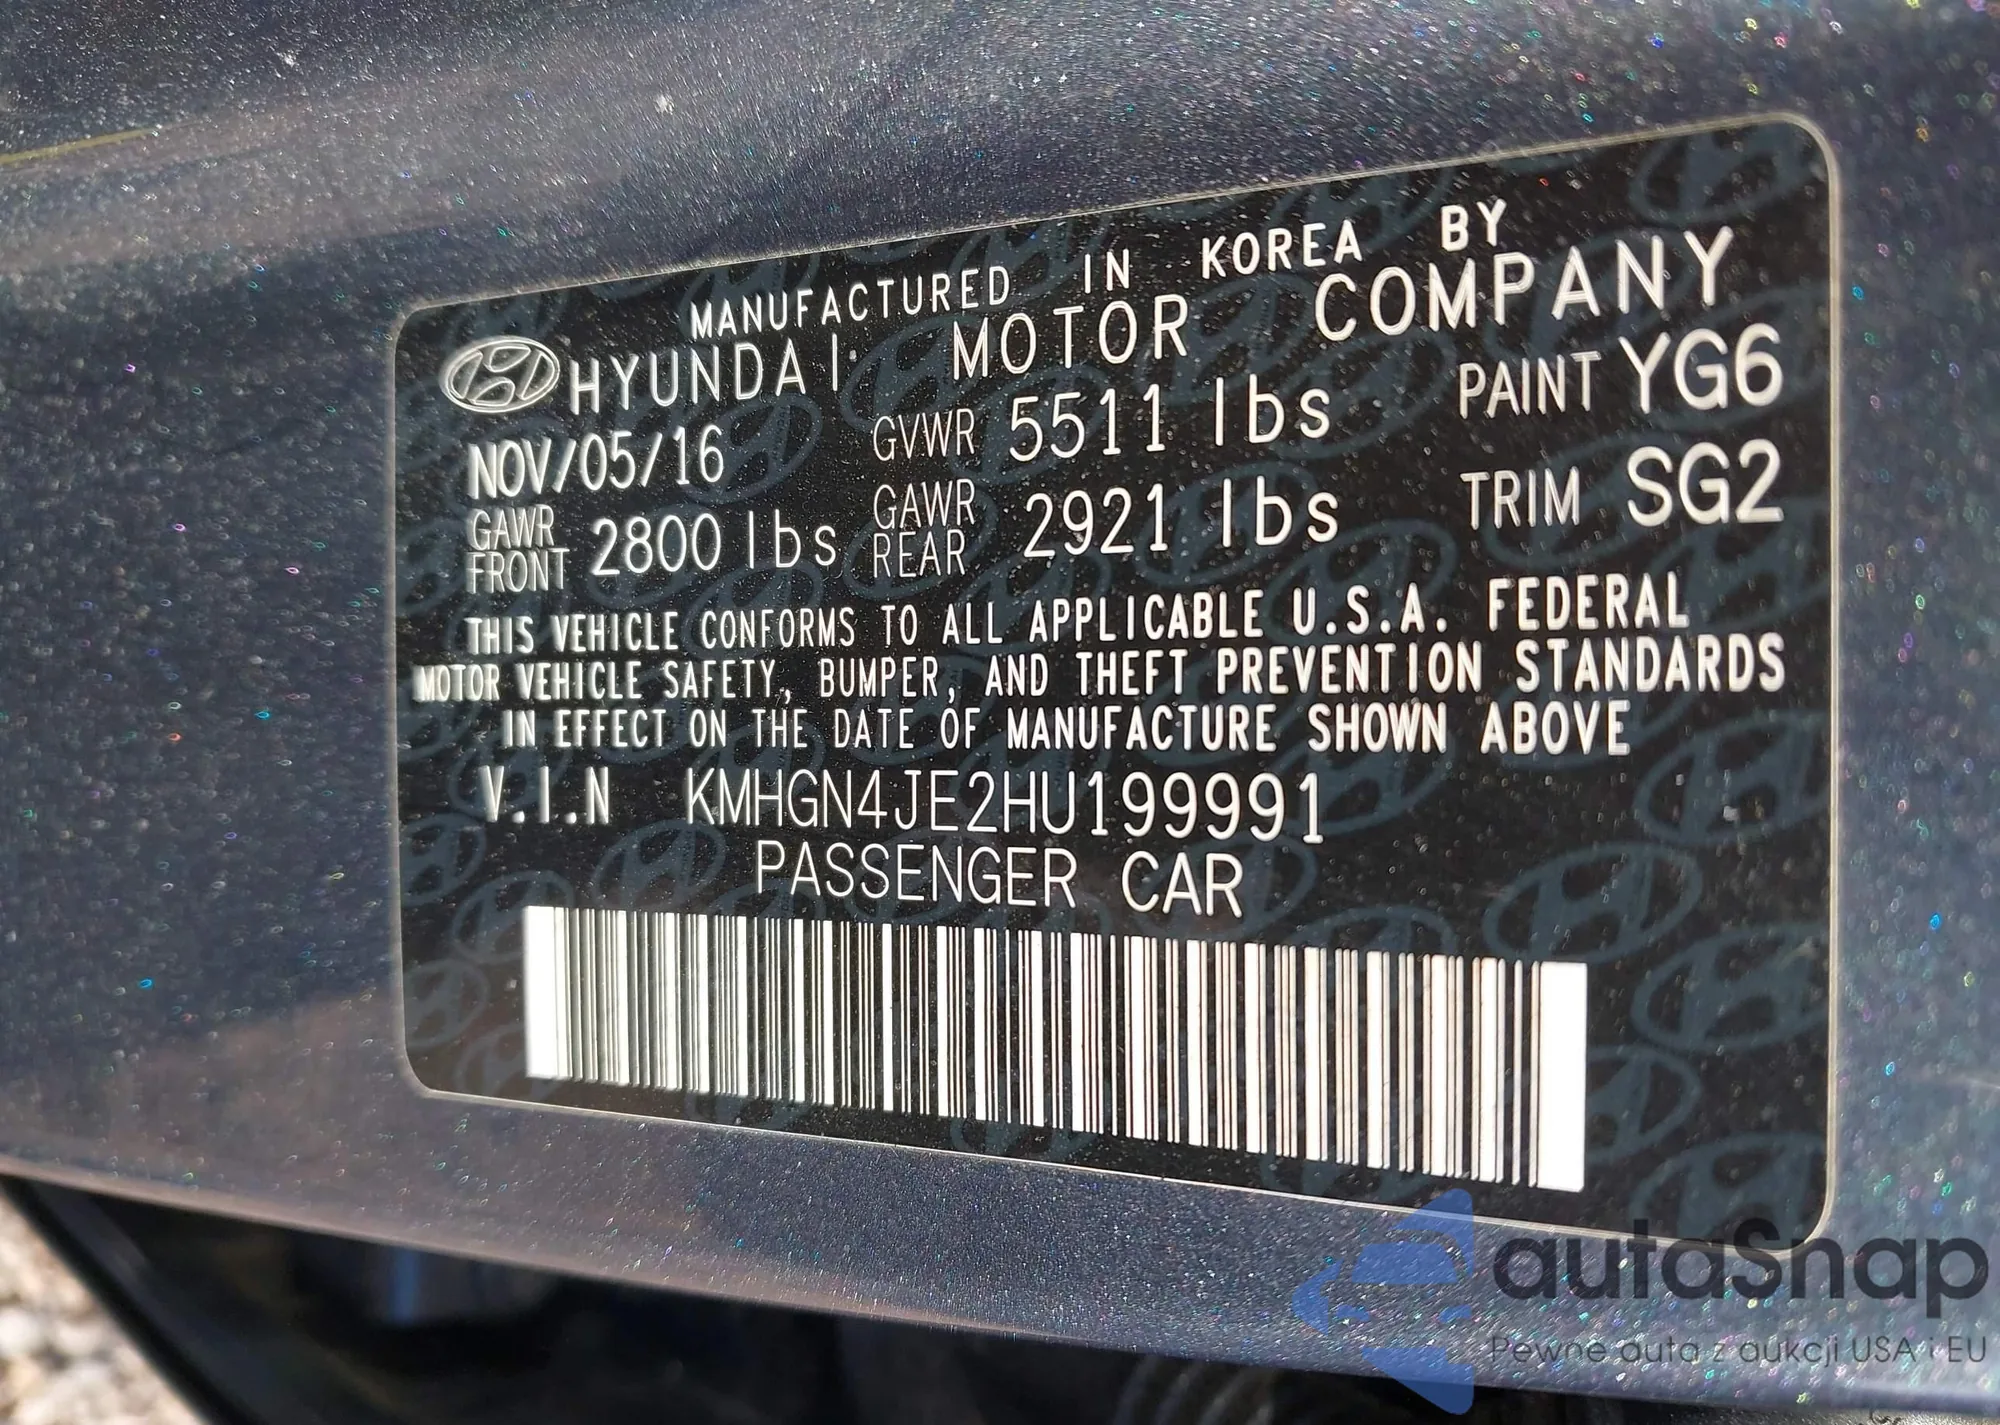 MANUFACTURED IN KOREA BY
HYUNDAI MOTOR COMPANY
NOV/05/16 GVWR 5511 lbs PAINT YG6
GAWR FRONT 2800 lbs GAWR REAR 2921 lbs TRIM SG2
THIS VEHICLE CONFORMS TO ALL APPLICABLE U.S.A. FEDERAL
MOTOR VEHICLE SAFETY, BUMPER, AND THEFT PREVENTION STANDARDS
IN EFFECT ON THE DATE OF MANUFACTURE SHOWN ABOVE
V.I.N KMHGN4JE2HU199991
PASSENGER CAR
autaSnap
Pewne auta z aukcji USA i EU